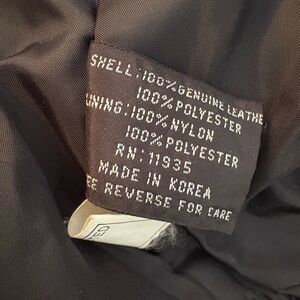 SHELL:100%GENUINE LEATHE
100%POLYESTER
INING:100%NYLON
100%POLYESTER
RN:11935
MADE IN KOREA
EE REVERSE FOR CARE